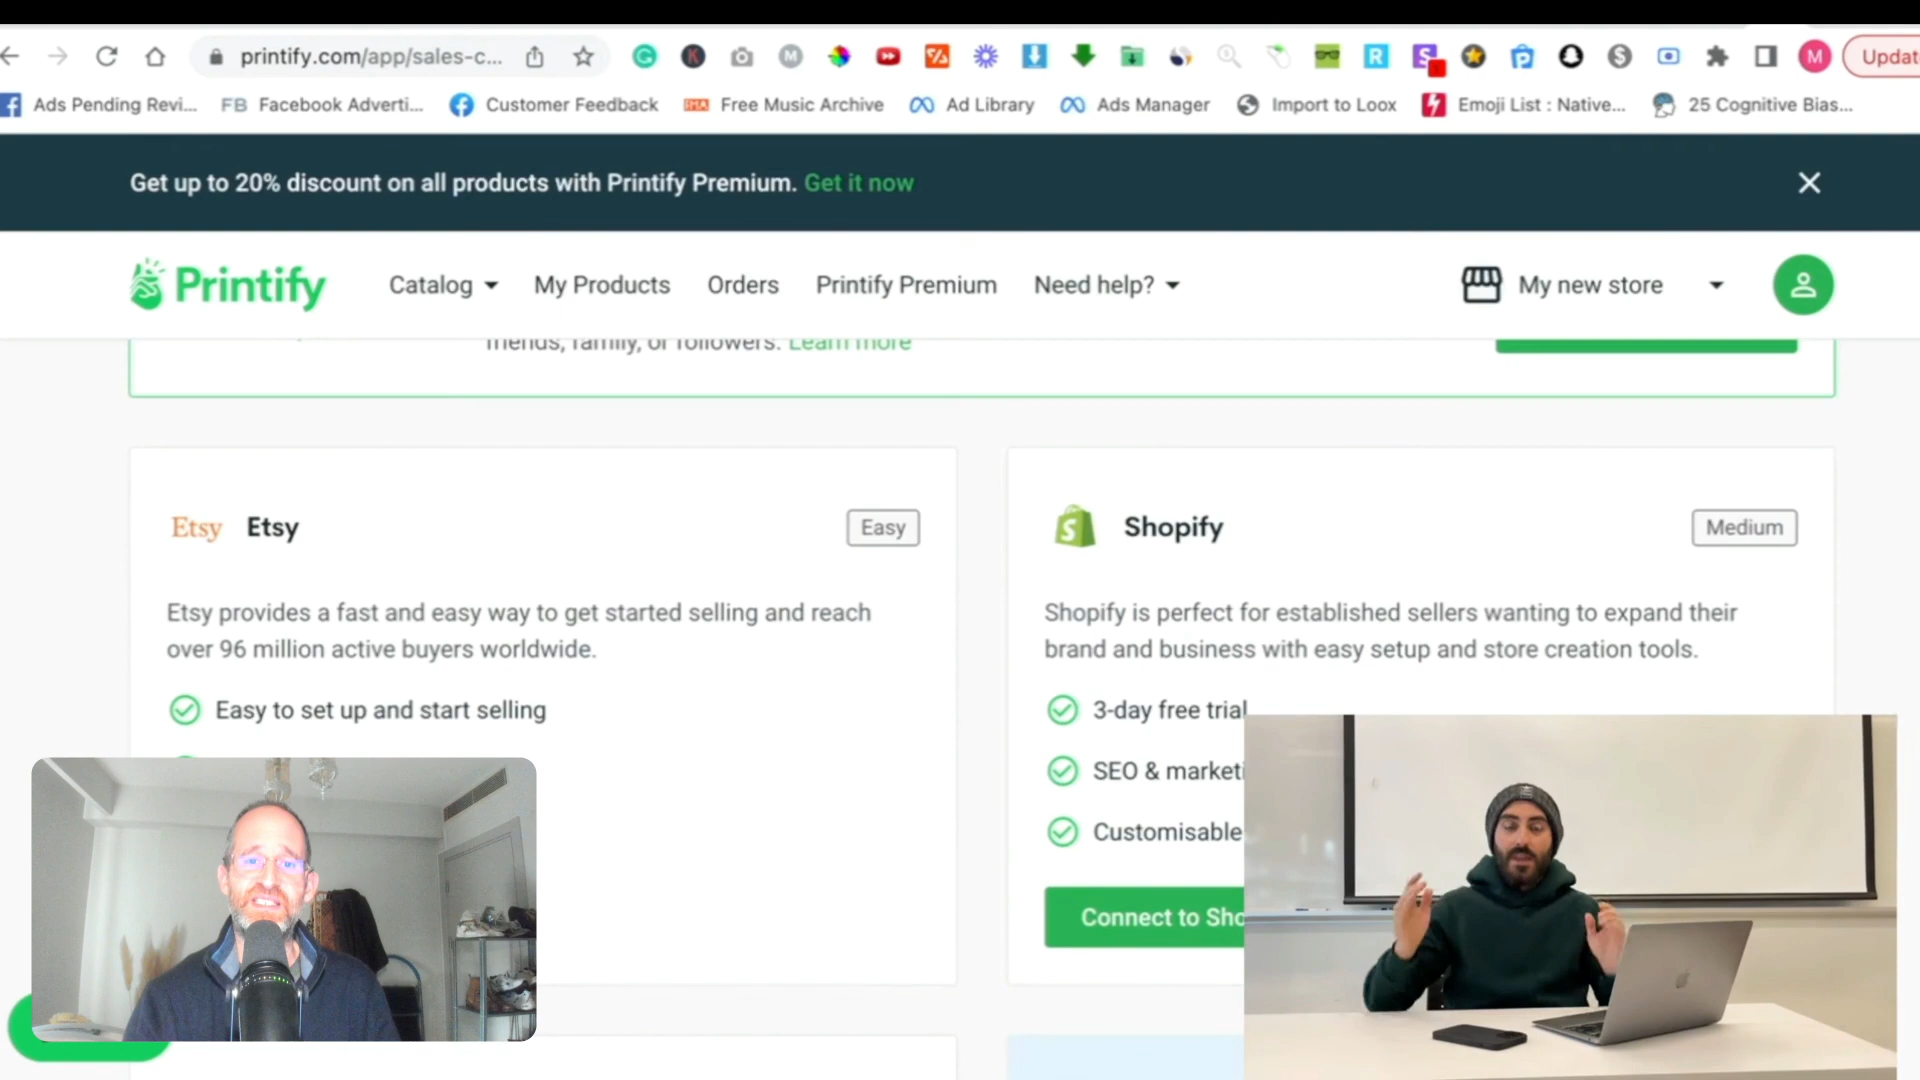 printify.com/app/sales-c...
M
Update
Ads Pending Revi...
FB Facebook Adverti...
Customer Feedback
Free Music Archive
Ad Library
Ads Manager
Import to Loox
Emoji List : Native...
25 Cognitive Bias...
Get up to 20% discount on all products with Printify Premium. Get it now
Printify
Catalog
My Products
Orders
Printify Premium
Need help?
My new store
friends, family, or followers. Learn more
Etsy Etsy
Easy
Etsy provides a fast and easy way to get started selling and reach
over 96 million active buyers worldwide.
Easy to set up and start selling
Shopify
Medium
Shopify is perfect for established sellers wanting to expand their
brand and business with easy setup and store creation tools.
3-day free trial
SEO & marketi
Customisable
Connect to Sho